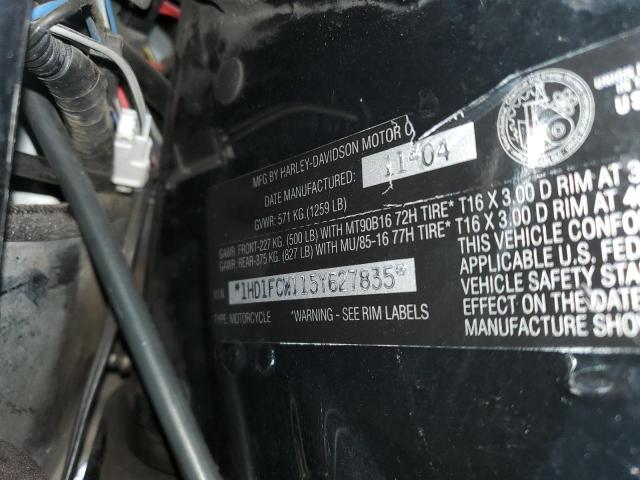 MFG BY HARLEY-DAVIDSON MOTOR
DATE MANUFACTURED: 11-04
GVWR: 571 KG.(1259 LB)
GAWR: FRONT-227 KG. (500 LB) WITH MT90B16 72H TIRE* T16 X 3.00 D RIM AT
GAWR: REAR-375 KG. (827 LB) WITH MU/85-16 77H TIRE* T16 X 3.00 D RIM AT
THIS VEHICLE CONFO
APPLICABLE U.S. FED
VEHICLE SAFETY STA
VIN *1HD1FCW115Y627835*
EFFECT ON THE DATE
TYPE: MOTORCYCLE *WARNING - SEE RIM LABELS
MANUFACTURE SHO